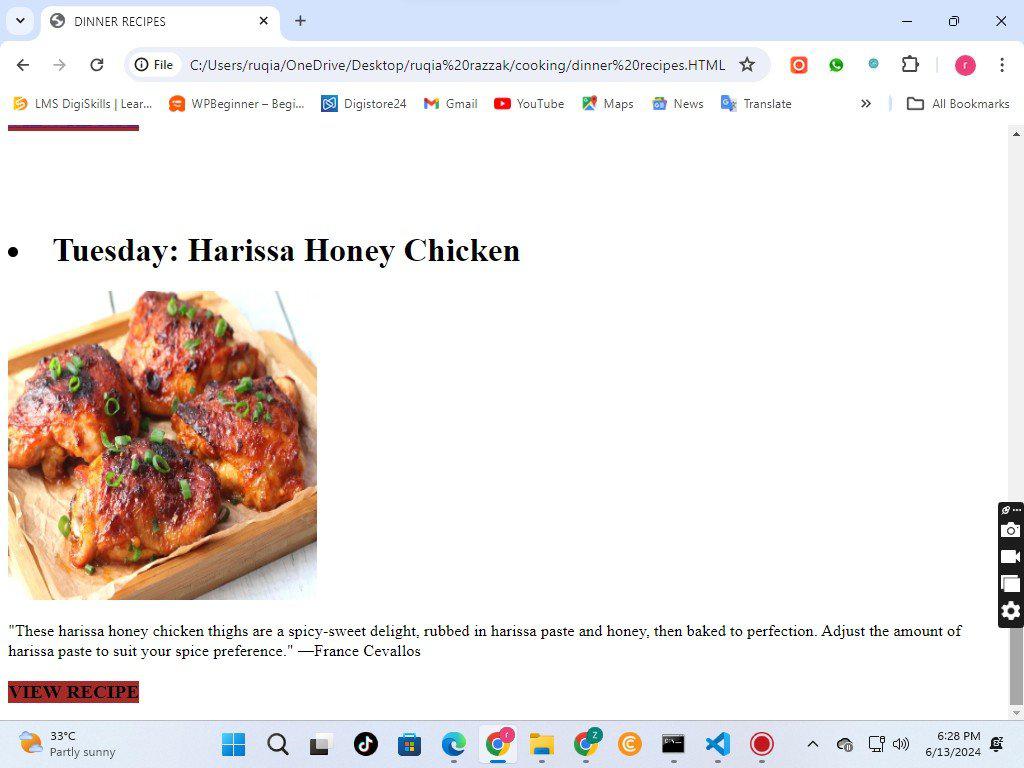 DINNER RECIPES
File
C:/Users/ruqia/OneDrive/Desktop/ruqia%20razzak/cooking/dinner%20recipes.HTML
r
LMS DigiSkills | Lear...
WPBeginner – Begi...
Digistore24
Gmail
YouTube
Maps
News
Translate
All Bookmarks
Tuesday: Harissa Honey Chicken
"These harissa honey chicken thighs are a spicy-sweet delight, rubbed in harissa paste and honey, then baked to perfection. Adjust the amount of
harissa paste to suit your spice preference." —France Cevallos
VIEW RECIPE
33°C
Partly sunny
r
Z
6:28 PM
6/13/2024